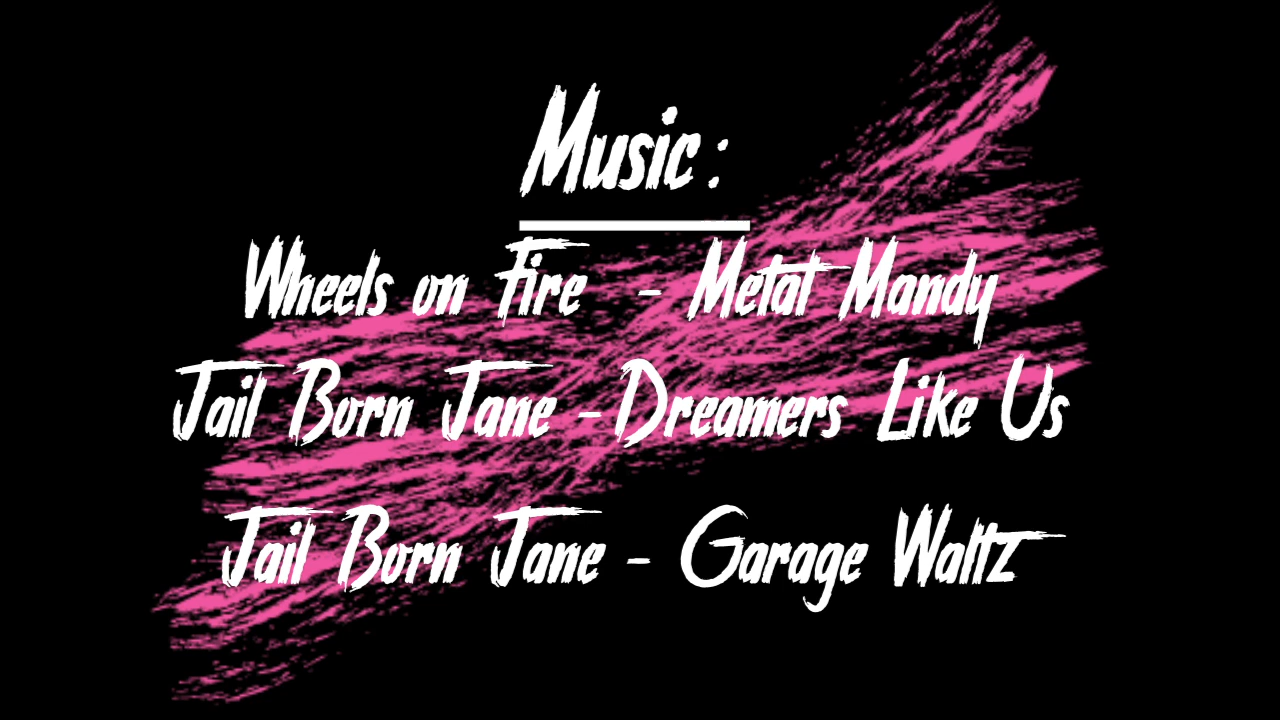 Music :
Wheels on Fire - Metal Mandy
Jail Born Jane - Dreamers Like Us
Jail Born Jane - Garage Waltz